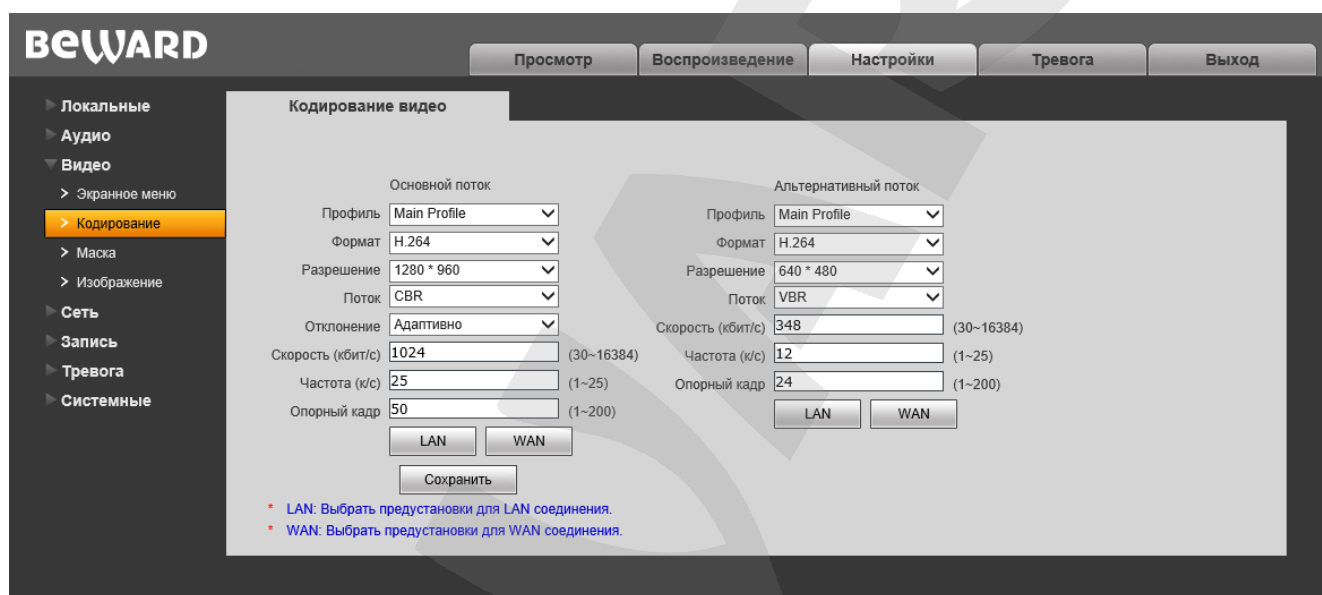 BEWARD
Просмотр
Воспроизведение
Настройки
Тревога
Выход
Локальные
Аудио
Видео
> Экранное меню
> Кодирование
> Маска
> Изображение
Сеть
Запись
Тревога
Системные
Кодирование видео
Основной поток
Профиль Main Profile
Формат H.264
Разрешение 1280 * 960
Поток CBR
Отклонение Адаптивно
Скорость (кбит/с) 1024 (30~16384)
Частота (к/с) 25 (1~25)
Опорный кадр 50 (1~200)
LAN WAN
Сохранить
Альтернативный поток
Профиль Main Profile
Формат H.264
Разрешение 640 * 480
Поток VBR
Скорость (кбит/с) 348 (30~16384)
Частота (к/с) 12 (1~25)
Опорный кадр 24 (1~200)
LAN WAN
* LAN: Выбрать предустановки для LAN соединения.
* WAN: Выбрать предустановки для WAN соединения.